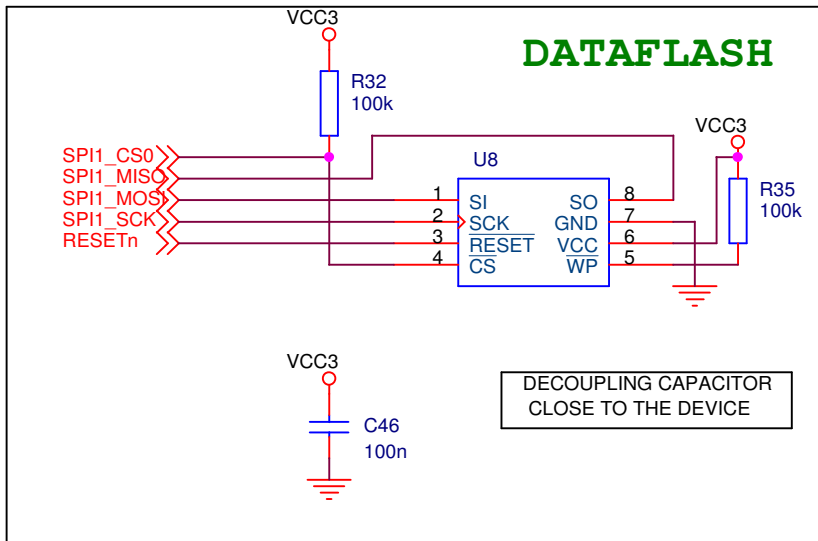 VCC3
DATAFLASH
R32
100k
VCC3
SPI1_CS0
SPI1_MISO
SPI1_MOSI
SPI1_SCK
RESETn
U8
R35
100k
1 SI SO 8
2 SCK GND 7
3 RESET VCC 6
4 CS WP 5
VCC3
C46
100n
DECOUPLING CAPACITOR
CLOSE TO THE DEVICE